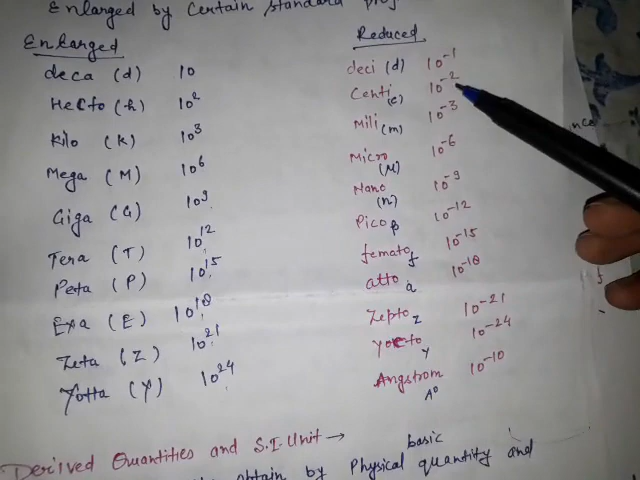 Enlarged by Certain standard
Enlarged
deca (d) 10
Hecto (h) 10²
Kilo (K) 10³
Mega (M) 10⁶
Giga (G) 10⁹
Tera (T) 10¹²
Peta (P) 10¹⁵
Exa (E) 10¹⁸
Zeta (Z) 10²¹
Yotta (Y) 10²⁴
Reduced
deci (d) 10⁻¹
Centi (c) 10⁻²
Mili (m) 10⁻³
Micro (M) 10⁻⁶
Nano (n) 10⁻⁹
Pico p 10⁻¹²
femato f 10⁻¹⁵
atto a 10⁻¹⁸
Zepto z 10⁻²¹
yocto y 10⁻²⁴
Angstrom A⁰ 10⁻¹⁰
Derived Quantities and S.I. Unit →
basic
obtain by Physical quantity and